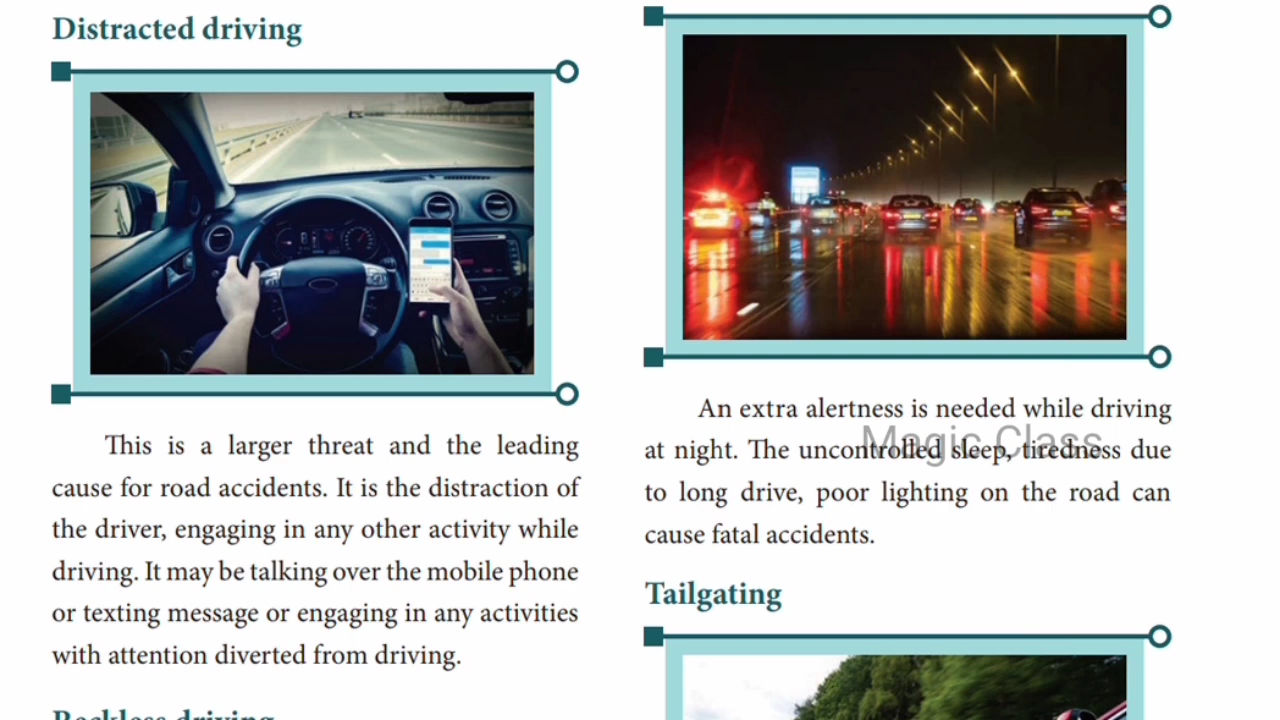 Distracted driving
This is a larger threat and the leading
cause for road accidents. It is the distraction of
the driver, engaging in any other activity while
driving. It may be talking over the mobile phone
or texting message or engaging in any activities
with attention diverted from driving.
Reckless driving
An extra alertness is needed while driving
at night. The uncontrolled sleep, tiredness due
to long drive, poor lighting on the road can
cause fatal accidents.
Magic Class
Tailgating